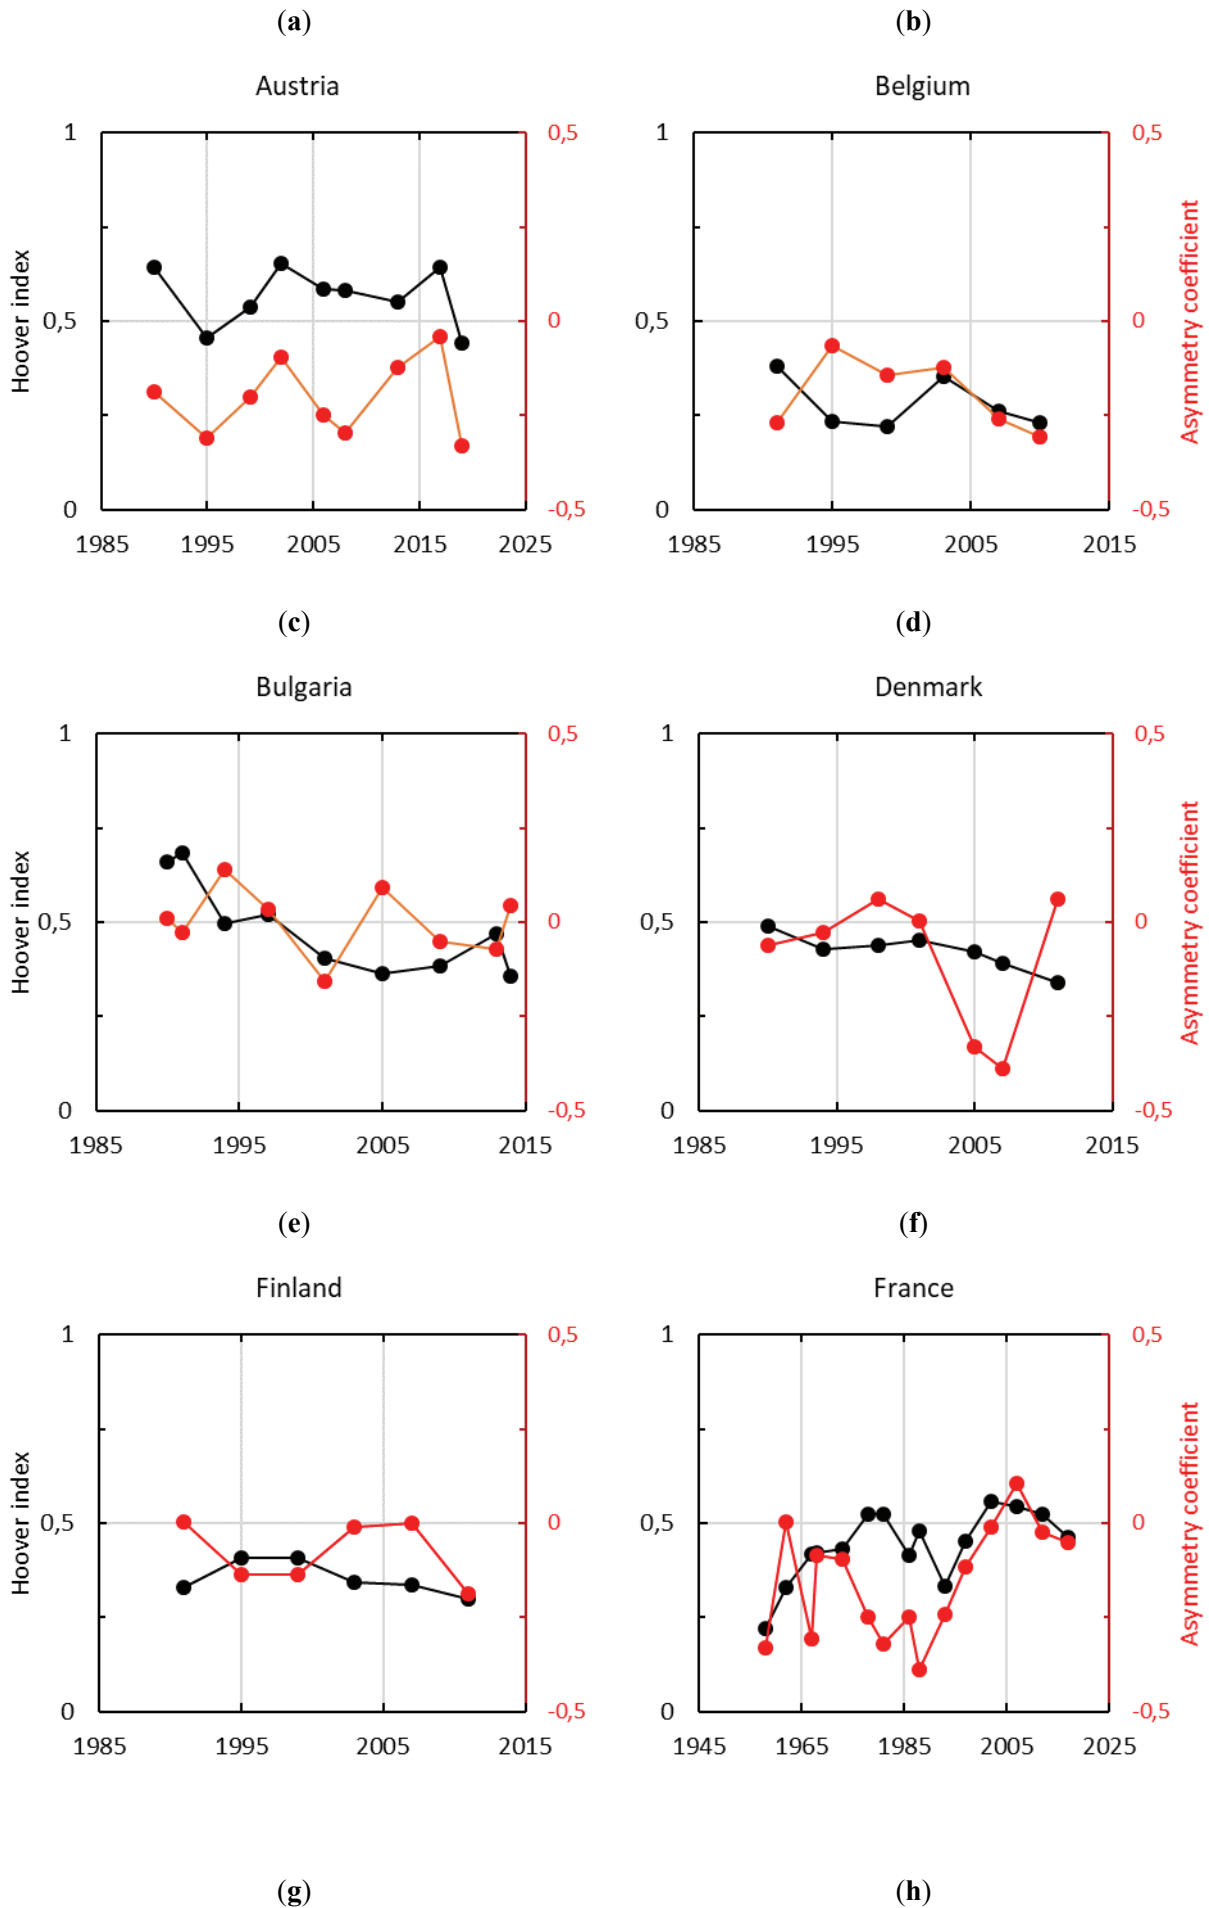 (a) (b)
Austria Belgium
1 0,5 1 0,5
Hoover index 0,5 0 0,5 0 Asymmetry coefficient
0 -0,5 0 -0,5
1985 1995 2005 2015 2025 1985 1995 2005 2015
(c) (d)
Bulgaria Denmark
1 0,5 1 0,5
Hoover index 0,5 0 0,5 0 Asymmetry coefficient
0 -0,5 0 -0,5
1985 1995 2005 2015 1985 1995 2005 2015
(e) (f)
Finland France
1 0,5 1 0,5
Hoover index 0,5 0 0,5 0 Asymmetry coefficient
0 -0,5 0 -0,5
1985 1995 2005 2015 1945 1965 1985 2005 2025
(g) (h)